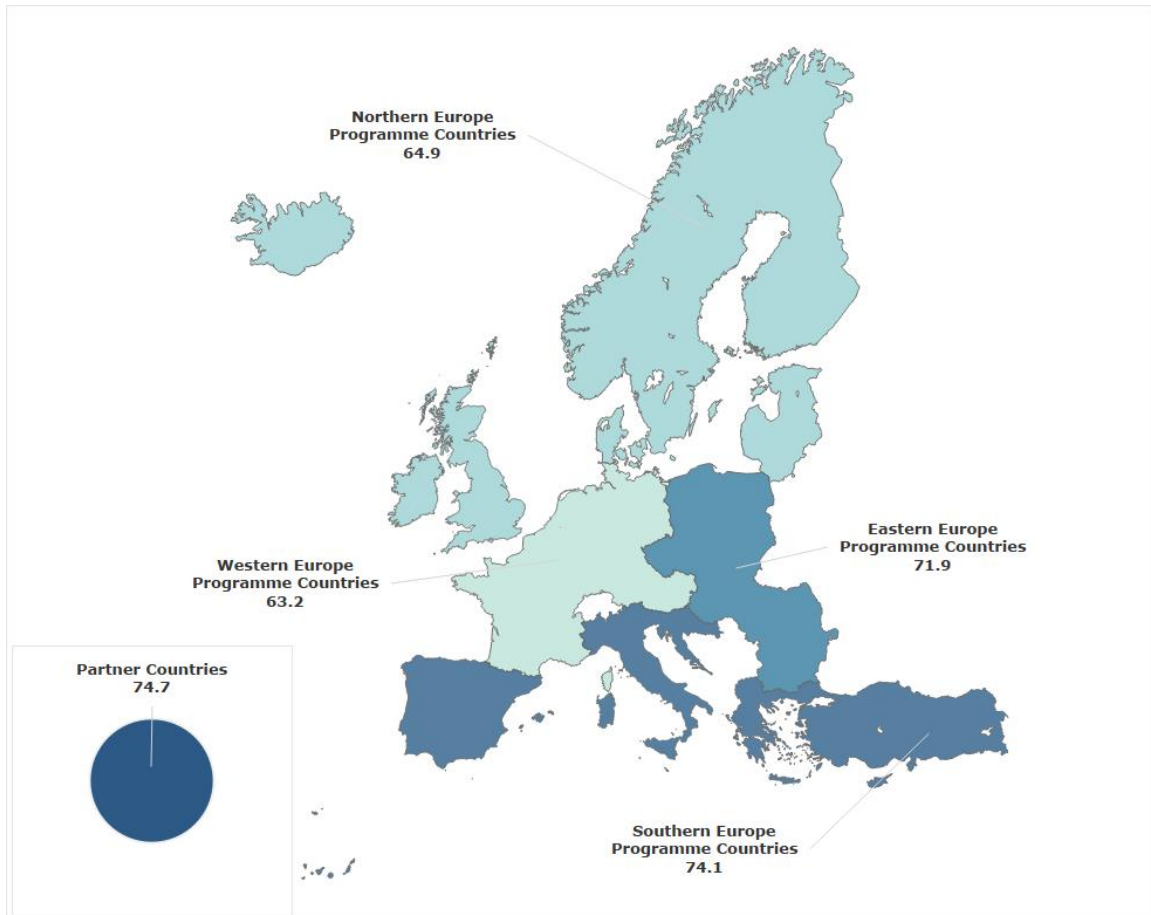 Northern Europe
Programme Countries
64.9
Eastern Europe
Programme Countries
71.9
Western Europe
Programme Countries
63.2
Partner Countries
74.7
Southern Europe
Programme Countries
74.1